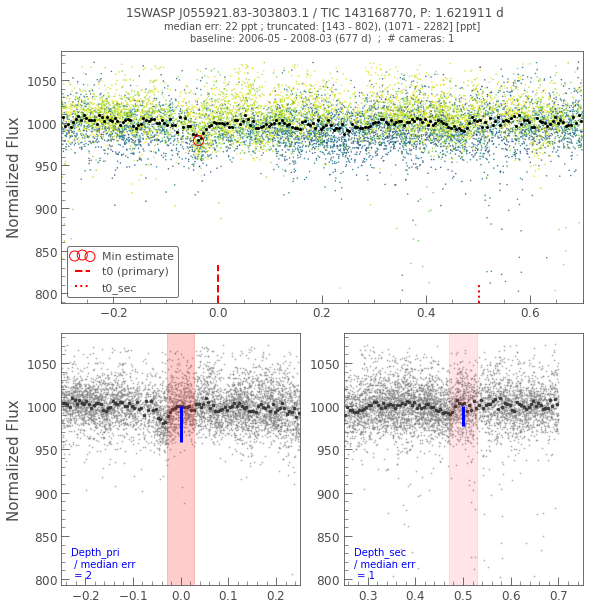 1SWASP J055921.83-303803.1 / TIC 143168770, P: 1.621911 d
median err: 22 ppt ; truncated: [143 - 802), (1071 - 2282] [ppt]
baseline: 2006-05 - 2008-03 (677 d)  ;  # cameras: 1
Normalized Flux
1050
1000
950
900
850
800
Min estimate
t0 (primary)
t0_sec
−0.2
0.0
0.2
0.4
0.6
Normalized Flux
1050
1000
950
900
850
800
Depth_pri
/ median err
= 2
−0.2
−0.1
0.0
0.1
0.2
1050
1000
950
900
850
800
Depth_sec
/ median err
= 1
0.3
0.4
0.5
0.6
0.7